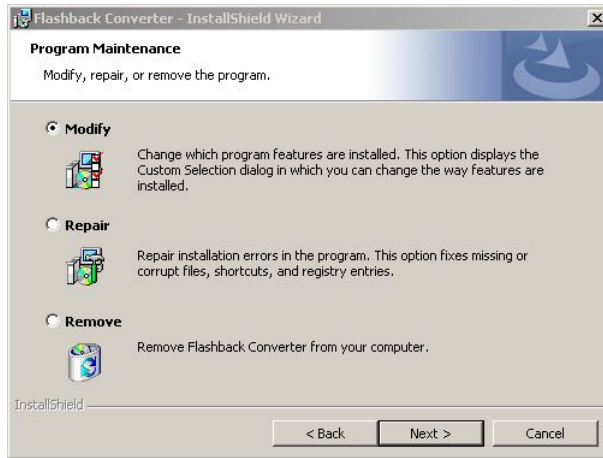 Flashback Converter - InstallShield Wizard
Program Maintenance
Modify, repair, or remove the program.
Modify
Change which program features are installed. This option displays the
Custom Selection dialog in which you can change the way features are
installed.
Repair
Repair installation errors in the program. This option fixes missing or
corrupt files, shortcuts, and registry entries.
Remove
Remove Flashback Converter from your computer.
InstallShield
< Back
Next >
Cancel